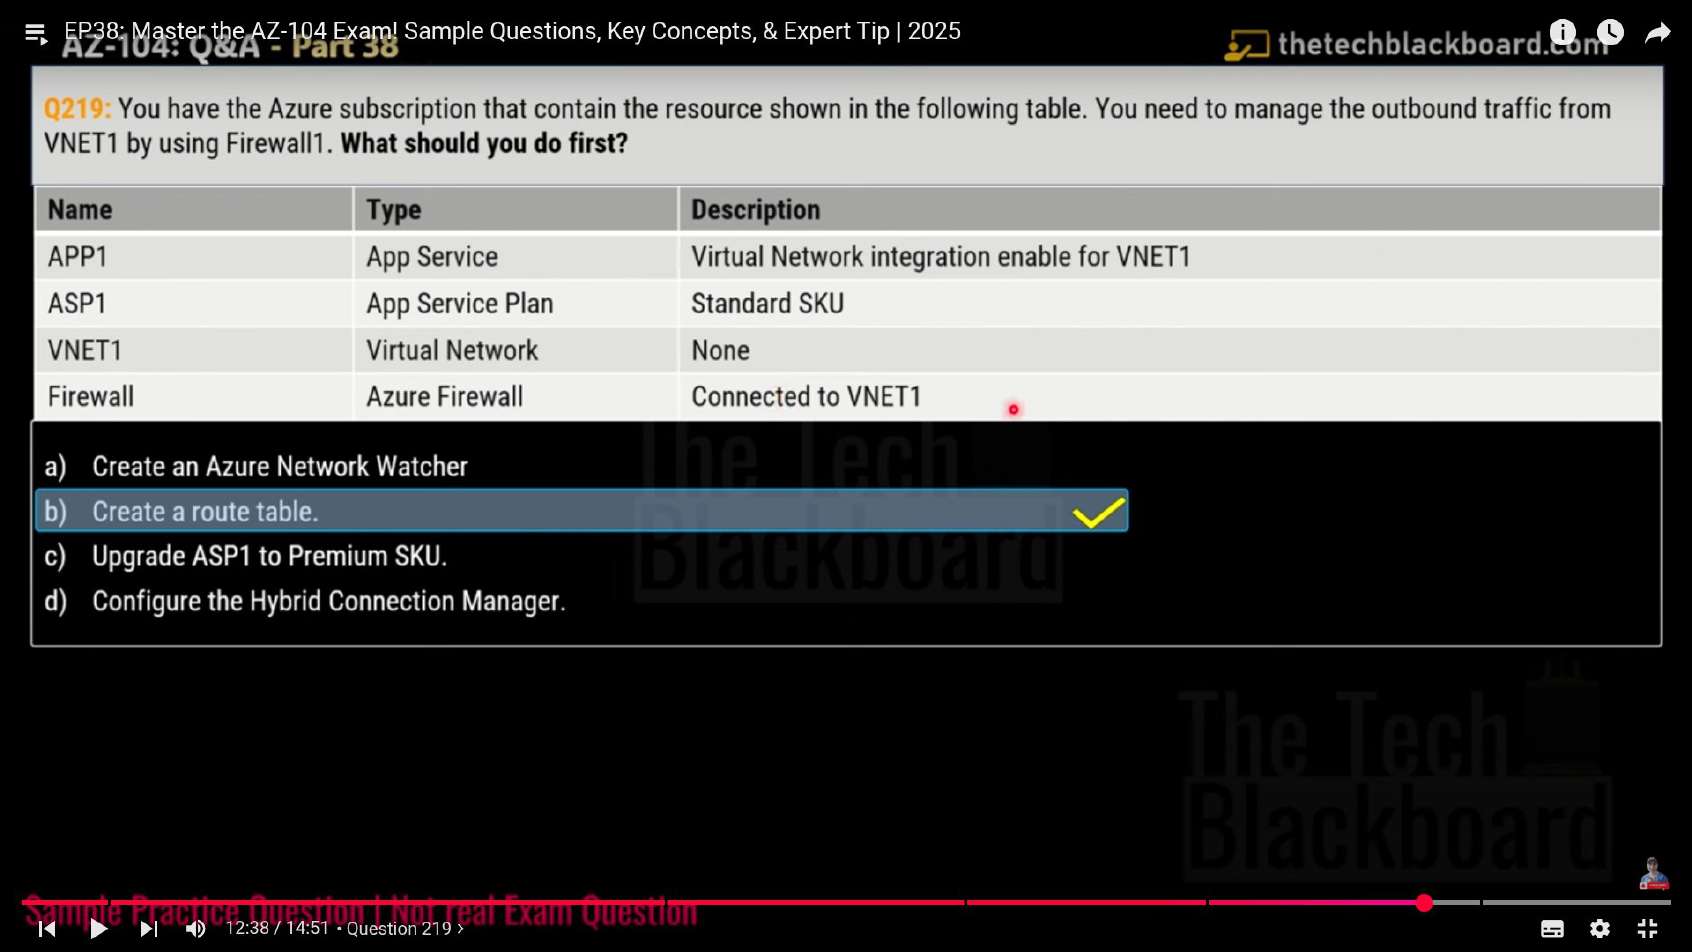 EP38: Master the AZ-104 Exam! Sample Questions, Key Concepts, & Expert Tip | 2025
AZ-104: Q&A - Part 38
thetechblackboard.com
Q219: You have the Azure subscription that contain the resource shown in the following table. You need to manage the outbound traffic from
VNET1 by using Firewall1. What should you do first?
Name Type Description
APP1 App Service Virtual Network integration enable for VNET1
ASP1 App Service Plan Standard SKU
VNET1 Virtual Network None
Firewall Azure Firewall Connected to VNET1
a) Create an Azure Network Watcher
b) Create a route table.
c) Upgrade ASP1 to Premium SKU.
d) Configure the Hybrid Connection Manager.
The Tech
Blackboard
The Tech
Blackboard
Sample Practice Question | Not real Exam Question
12:38 / 14:51 • Question 219 ›